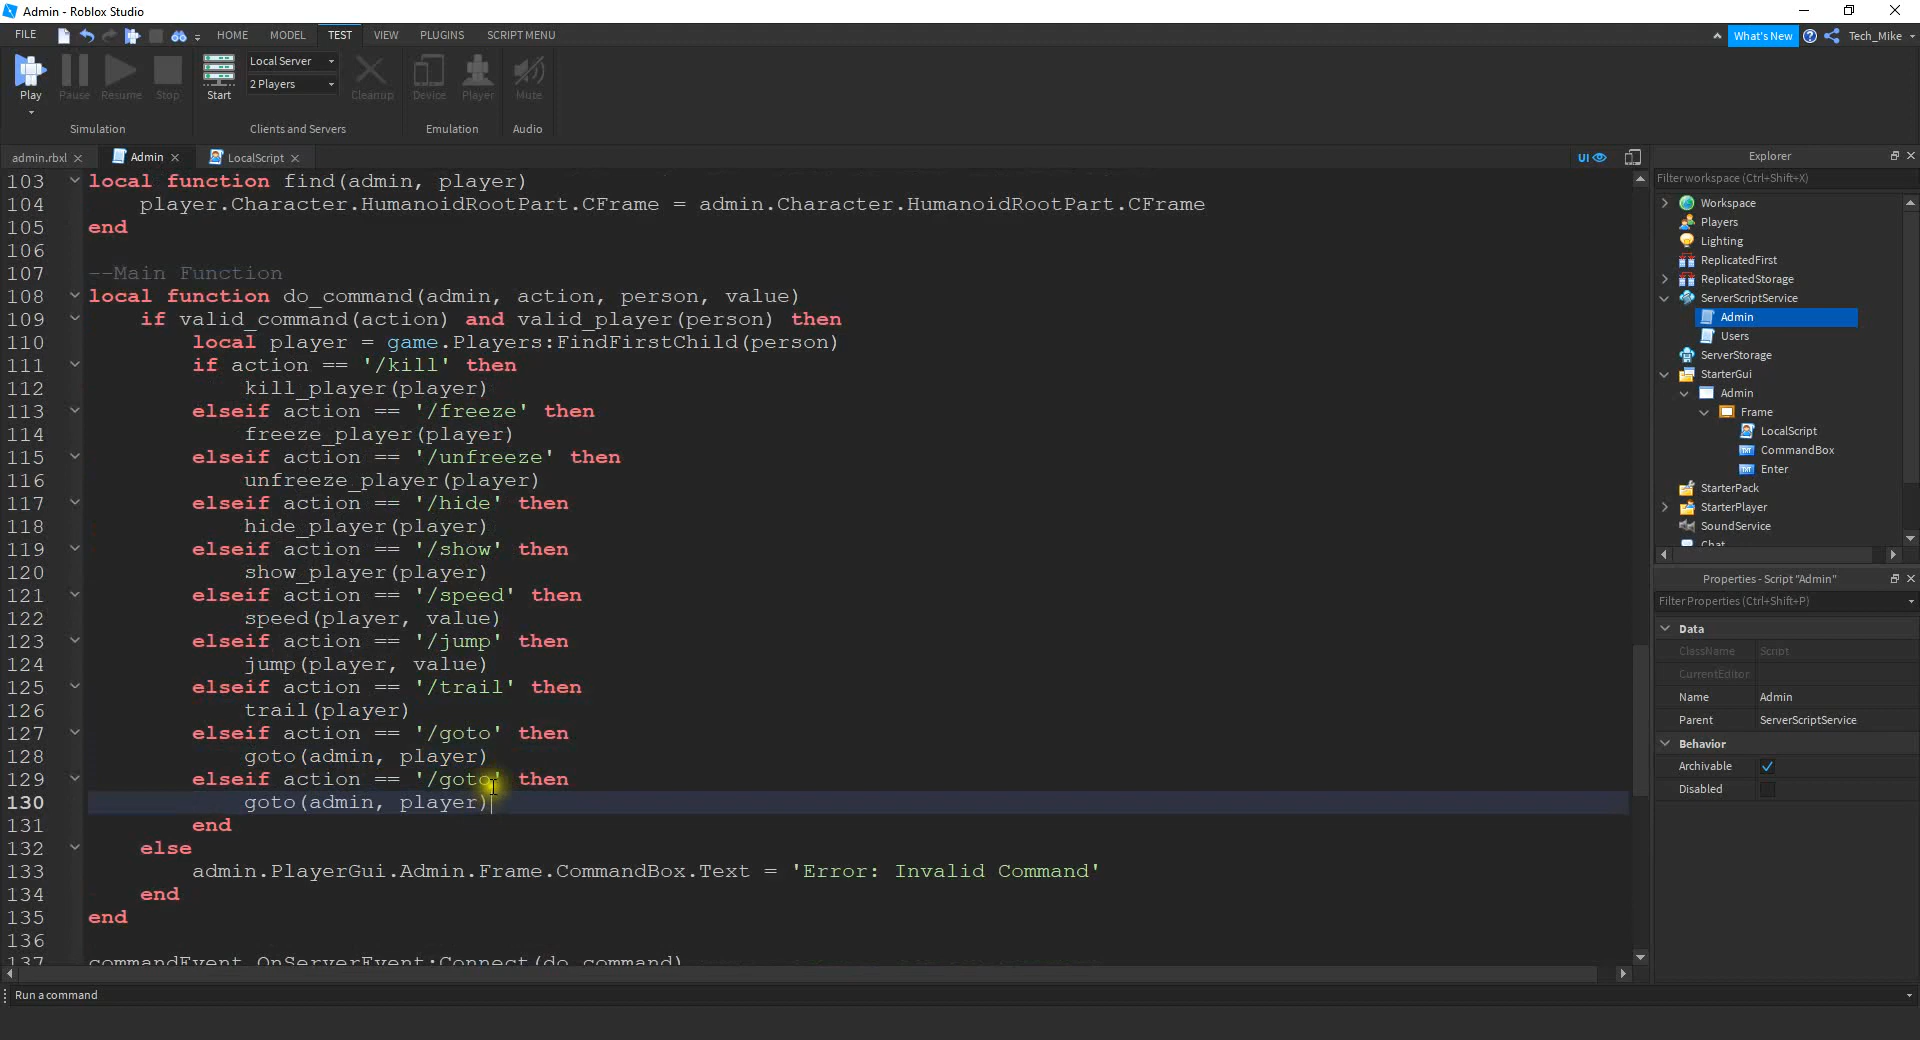 Admin - Roblox Studio
FILE HOME MODEL TEST VIEW PLUGINS SCRIPT MENU What's New Tech_Mike
Play Pause Resume Stop Start Local Server 2 Players Cleanup Device Player Mute
Simulation Clients and Servers Emulation Audio
admin.rbxl Admin LocalScript UI
103 local function find(admin, player)
104 player.Character.HumanoidRootPart.CFrame = admin.Character.HumanoidRootPart.CFrame
105 end
106
107 --Main Function
108 local function do_command(admin, action, person, value)
109 if valid_command(action) and valid_player(person) then
110 local player = game.Players:FindFirstChild(person)
111 if action == '/kill' then
112 kill_player(player)
113 elseif action == '/freeze' then
114 freeze_player(player)
115 elseif action == '/unfreeze' then
116 unfreeze_player(player)
117 elseif action == '/hide' then
118 hide_player(player)
119 elseif action == '/show' then
120 show_player(player)
121 elseif action == '/speed' then
122 speed(player, value)
123 elseif action == '/jump' then
124 jump(player, value)
125 elseif action == '/trail' then
126 trail(player)
127 elseif action == '/goto' then
128 goto(admin, player)
129 elseif action == '/goto' then
130 goto(admin, player)
131 end
132 else
133 admin.PlayerGui.Admin.Frame.CommandBox.Text = 'Error: Invalid Command'
134 end
135 end
136
137 commandEvent.OnServerEvent:Connect(do_command)
Run a command
Explorer
Filter workspace (Ctrl+Shift+X)
Workspace
Players
Lighting
ReplicatedFirst
ReplicatedStorage
ServerScriptService
Admin
Users
ServerStorage
StarterGui
Admin
Frame
LocalScript
CommandBox
Enter
StarterPack
StarterPlayer
SoundService
Chat
Properties - Script "Admin"
Filter Properties (Ctrl+Shift+P)
Data
ClassName Script
CurrentEditor
Name Admin
Parent ServerScriptService
Behavior
Archivable
Disabled